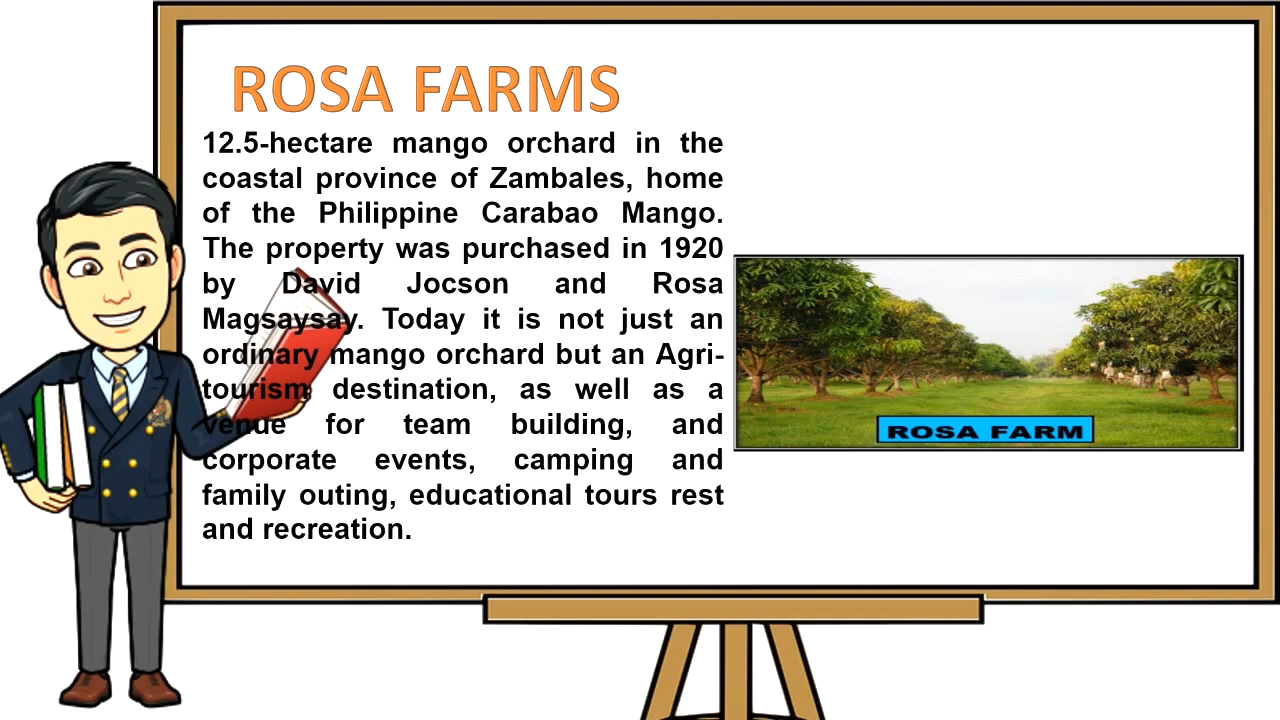 ROSA FARMS
12.5-hectare mango orchard in the
coastal province of Zambales, home
of the Philippine Carabao Mango.
The property was purchased in 1920
by David Jocson and Rosa
Magsaysay. Today it is not just an
ordinary mango orchard but an Agri-
tourism destination, as well as a
venue for team building, and
corporate events, camping and
family outing, educational tours rest
and recreation.
ROSA FARM